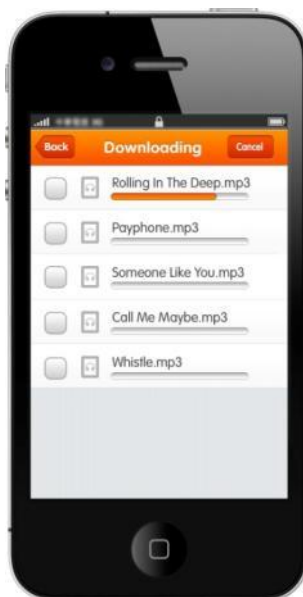 Back
Downloading
Cancel
Rolling In The Deep.mp3
Payphone.mp3
Someone Like You.mp3
Call Me Maybe.mp3
Whistle.mp3